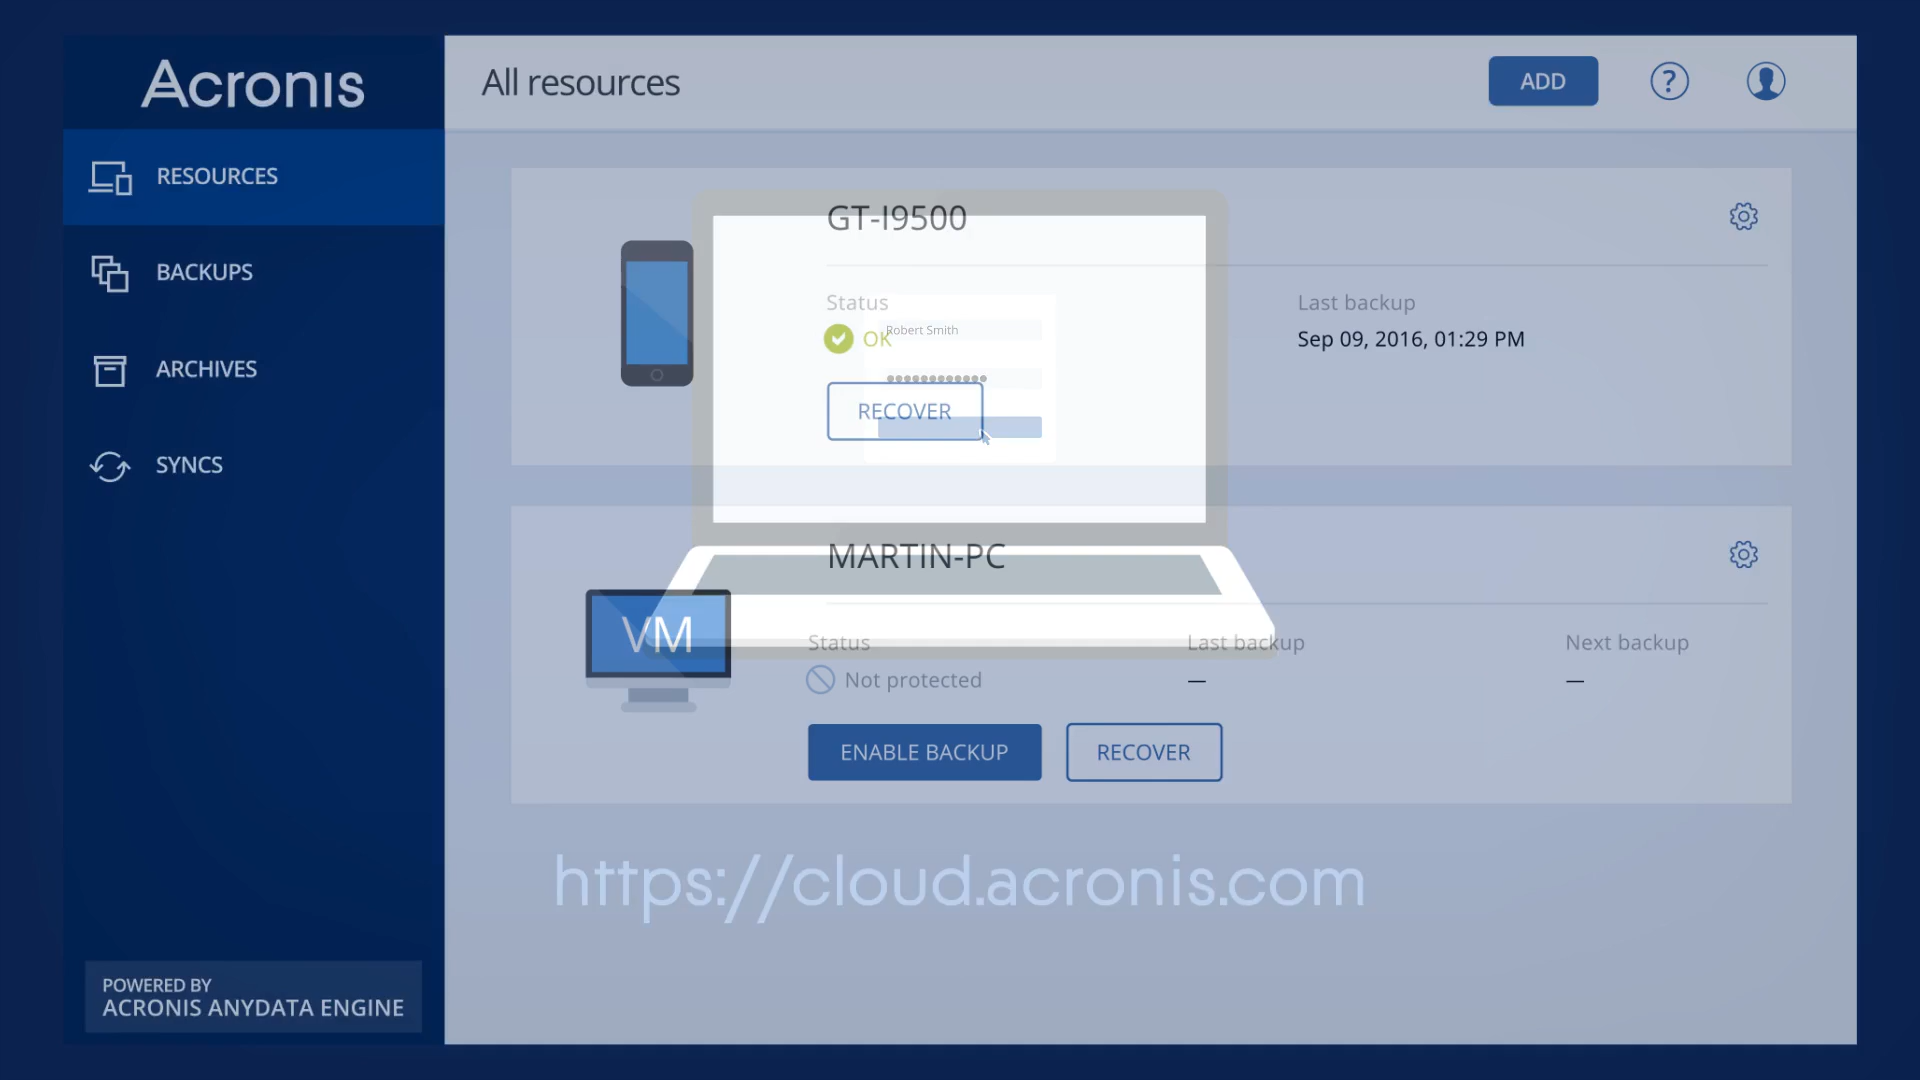 Acronis
All resources
ADD
?
RESOURCES
BACKUPS
ARCHIVES
SYNCS
GT-I9500
Status
Last backup
OK
Robert Smith
Sep 09, 2016, 01:29 PM
RECOVER
MARTIN-PC
VM
Status
Last backup
Next backup
Not protected
—
—
ENABLE BACKUP
RECOVER
https://cloud.acronis.com
POWERED BY
ACRONIS ANYDATA ENGINE